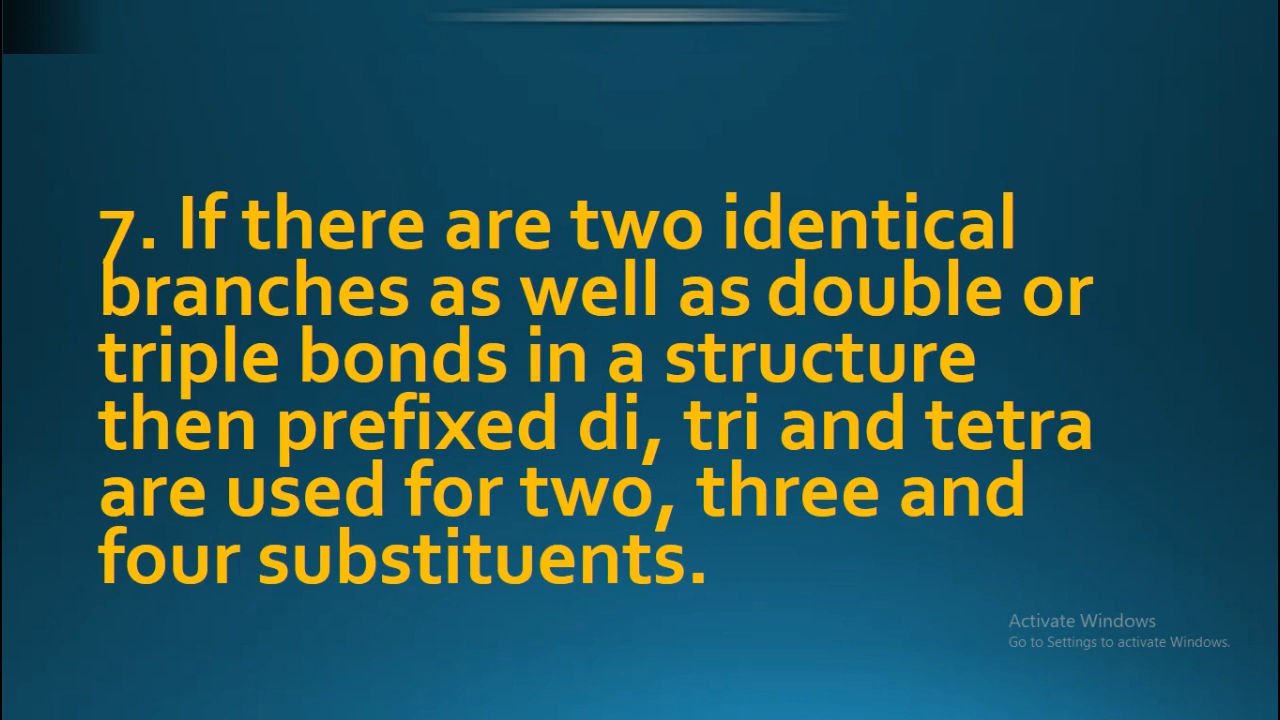 7. If there are two identical
branches as well as double or
triple bonds in a structure
then prefixed di, tri and tetra
are used for two, three and
four substituents.
Activate Windows
Go to Settings to activate Windows.